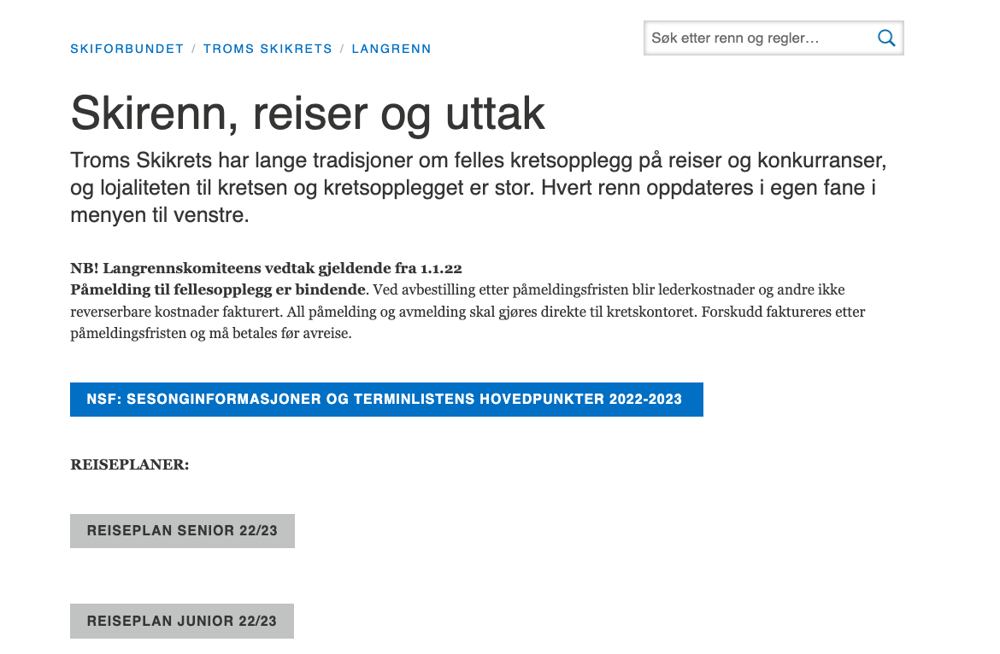 SKIFORBUNDET / TROMS SKIKRETS / LANGRENN
Søk etter renn og regler...
Skirenn, reiser og uttak
Troms Skikrets har lange tradisjoner om felles kretsopplegg på reiser og konkurranser,
og lojaliteten til kretsen og kretsopplegget er stor. Hvert renn oppdateres i egen fane i
menyen til venstre.
NB! Langrennskomiteens vedtak gjeldende fra 1.1.22
Påmelding til fellesopplegg er bindende. Ved avbestilling etter påmeldingsfristen blir lederkostnader og andre ikke
reverserbare kostnader fakturert. All påmelding og avmelding skal gjøres direkte til kretskontoret. Forskudd faktureres etter
påmeldingsfristen og må betales før avreise.
NSF: SESONGINFORMASJONER OG TERMINLISTENS HOVEDPUNKTER 2022-2023
REISEPLANER:
REISEPLAN SENIOR 22/23
REISEPLAN JUNIOR 22/23